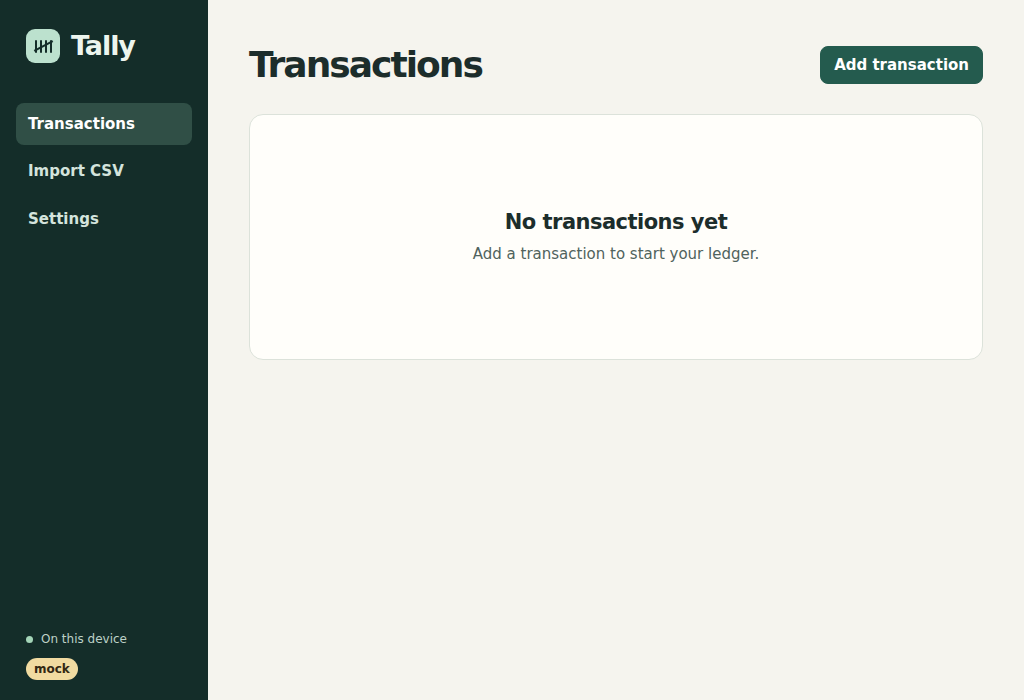 Tally
Transactions
Import CSV
Settings
On this device
mock
Transactions
Add transaction
No transactions yet
Add a transaction to start your ledger.